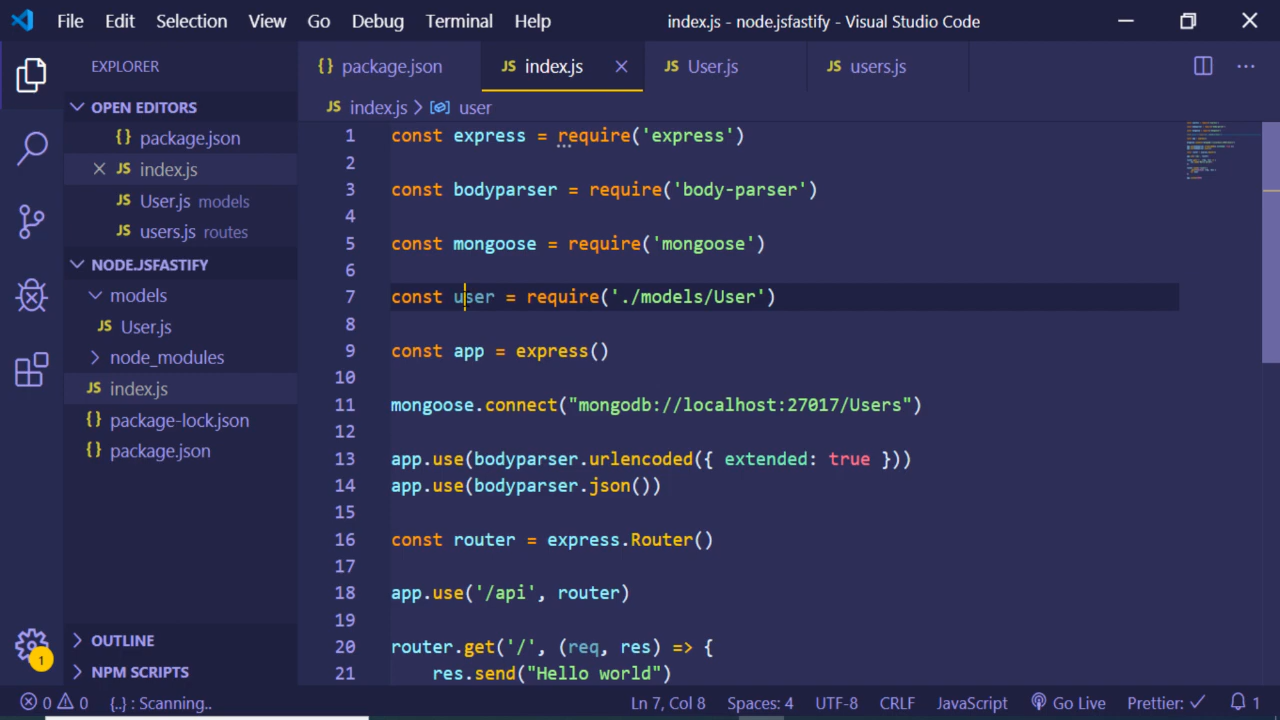 File Edit Selection View Go Debug Terminal Help index.js - node.jsfastify - Visual Studio Code
EXPLORER
OPEN EDITORS
{} package.json
JS index.js
JS User.js models
JS users.js routes
NODE.JSFASTIFY
models
JS User.js
node_modules
JS index.js
{} package-lock.json
{} package.json
OUTLINE
NPM SCRIPTS
1
{} package.json JS index.js JS User.js JS users.js
JS index.js > user
1 const express = require('express')
2
3 const bodyparser = require('body-parser')
4
5 const mongoose = require('mongoose')
6
7 const user = require('./models/User')
8
9 const app = express()
10
11 mongoose.connect("mongodb://localhost:27017/Users")
12
13 app.use(bodyparser.urlencoded({ extended: true }))
14 app.use(bodyparser.json())
15
16 const router = express.Router()
17
18 app.use('/api', router)
19
20 router.get('/', (req, res) => {
21 res.send("Hello world")
0 0 {..} : Scanning.. Ln 7, Col 8 Spaces: 4 UTF-8 CRLF JavaScript Go Live Prettier: ✓ 1